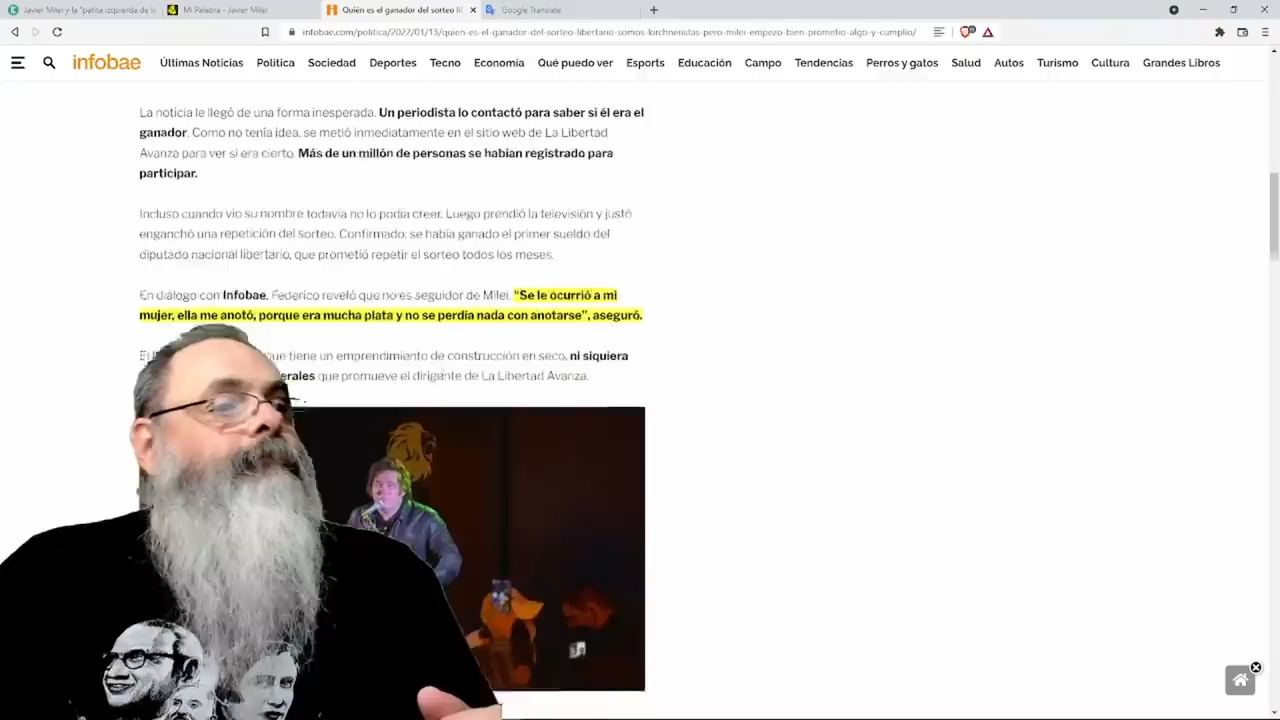 Javier Milei y la "patita izquierda de la
Mi Palabra - Javier Milei
Quién es el ganador del sorteo lib
Google Translate
infobae.com/politica/2022/01/13/quien-es-el-ganador-del-sorteo-libertario-somos-kirchneristas-pero-milei-empezo-bien-prometio-algo-y-cumplio/
infobae
Últimas Noticias Política Sociedad Deportes Tecno Economía Qué puedo ver Esports Educación Campo Tendencias Perros y gatos Salud Autos Turismo Cultura Grandes Libros
La noticia le llegó de una forma inesperada. Un periodista lo contactó para saber si él era el
ganador. Como no tenía idea, se metió inmediatamente en el sitio web de La Libertad
Avanza para ver si era cierto. Más de un millón de personas se habían registrado para
participar.
Incluso cuando vio su nombre todavía no lo podía creer. Luego prendió la televisión y justó
enganchó una repetición del sorteo. Confirmado: se había ganado el primer sueldo del
diputado nacional libertario, que prometió repetir el sorteo todos los meses.
En diálogo con Infobae, Federico reveló que no es seguidor de Milei. "Se le ocurrió a mi
mujer, ella me anotó, porque era mucha plata y no se perdía nada con anotarse", aseguró.
que tiene un emprendimiento de construcción en seco, ni siquiera
que promueve el dirigente de La Libertad Avanza.